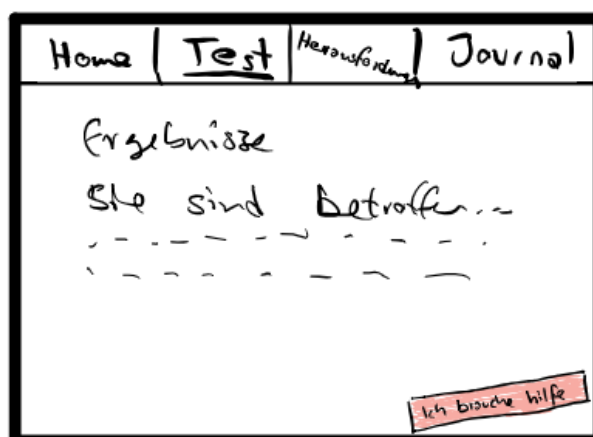 Home Test Herausforderung Journal
Ergebnisse
Sie sind betroffen...
Ich brauche hilfe